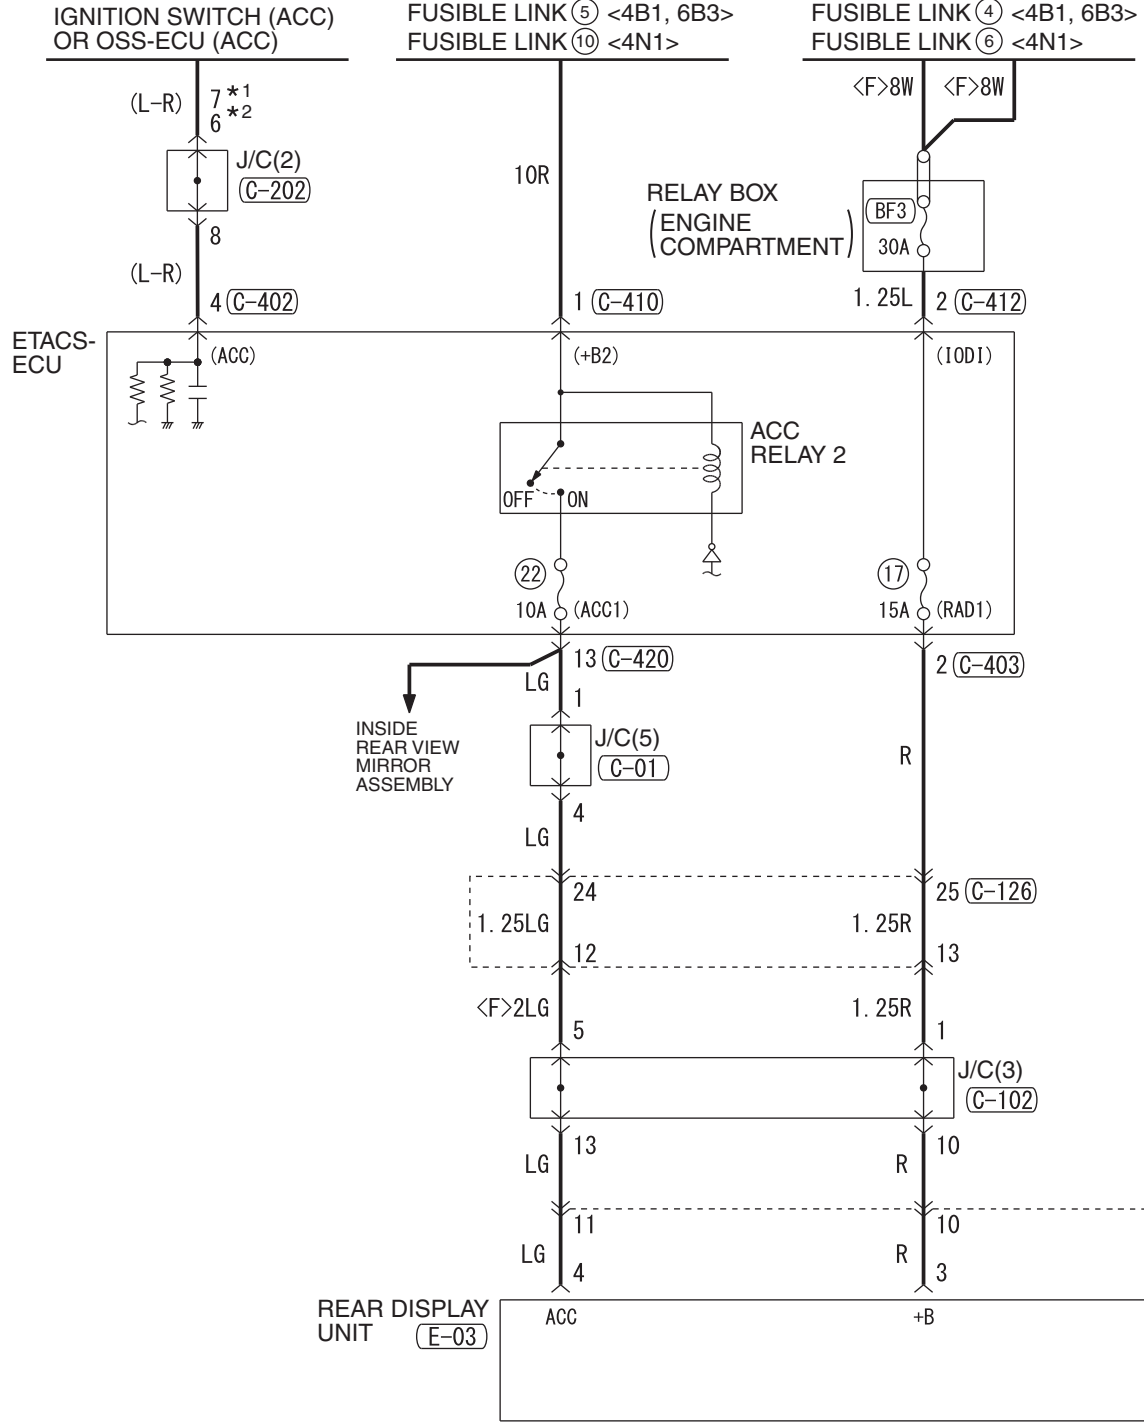 IGNITION SWITCH (ACC)
OR OSS-ECU (ACC)
FUSIBLE LINK 5 <4B1, 6B3>
FUSIBLE LINK 10 <4N1>
FUSIBLE LINK 4 <4B1, 6B3>
FUSIBLE LINK 6 <4N1>
(L-R)
7 *1
6 *2
J/C(2)
C-202
8
(L-R)
4 C-402
10R
1 C-410
<F>8W
<F>8W
RELAY BOX
(ENGINE
COMPARTMENT)
BF3
30A
1.25L
2 C-412
ETACS-
ECU
(ACC)
(+B2)
(IODI)
ACC
RELAY 2
OFF
ON
22
10A
(ACC1)
17
15A
(RAD1)
13 C-420
2 C-403
LG
1
INSIDE
REAR VIEW
MIRROR
ASSEMBLY
J/C(5)
C-01
R
4
LG
24
25 C-126
1.25LG
1.25R
12
13
<F>2LG
1.25R
5
1
J/C(3)
C-102
13
10
LG
R
11
10
LG
R
4
3
REAR DISPLAY
UNIT
E-03
ACC
+B